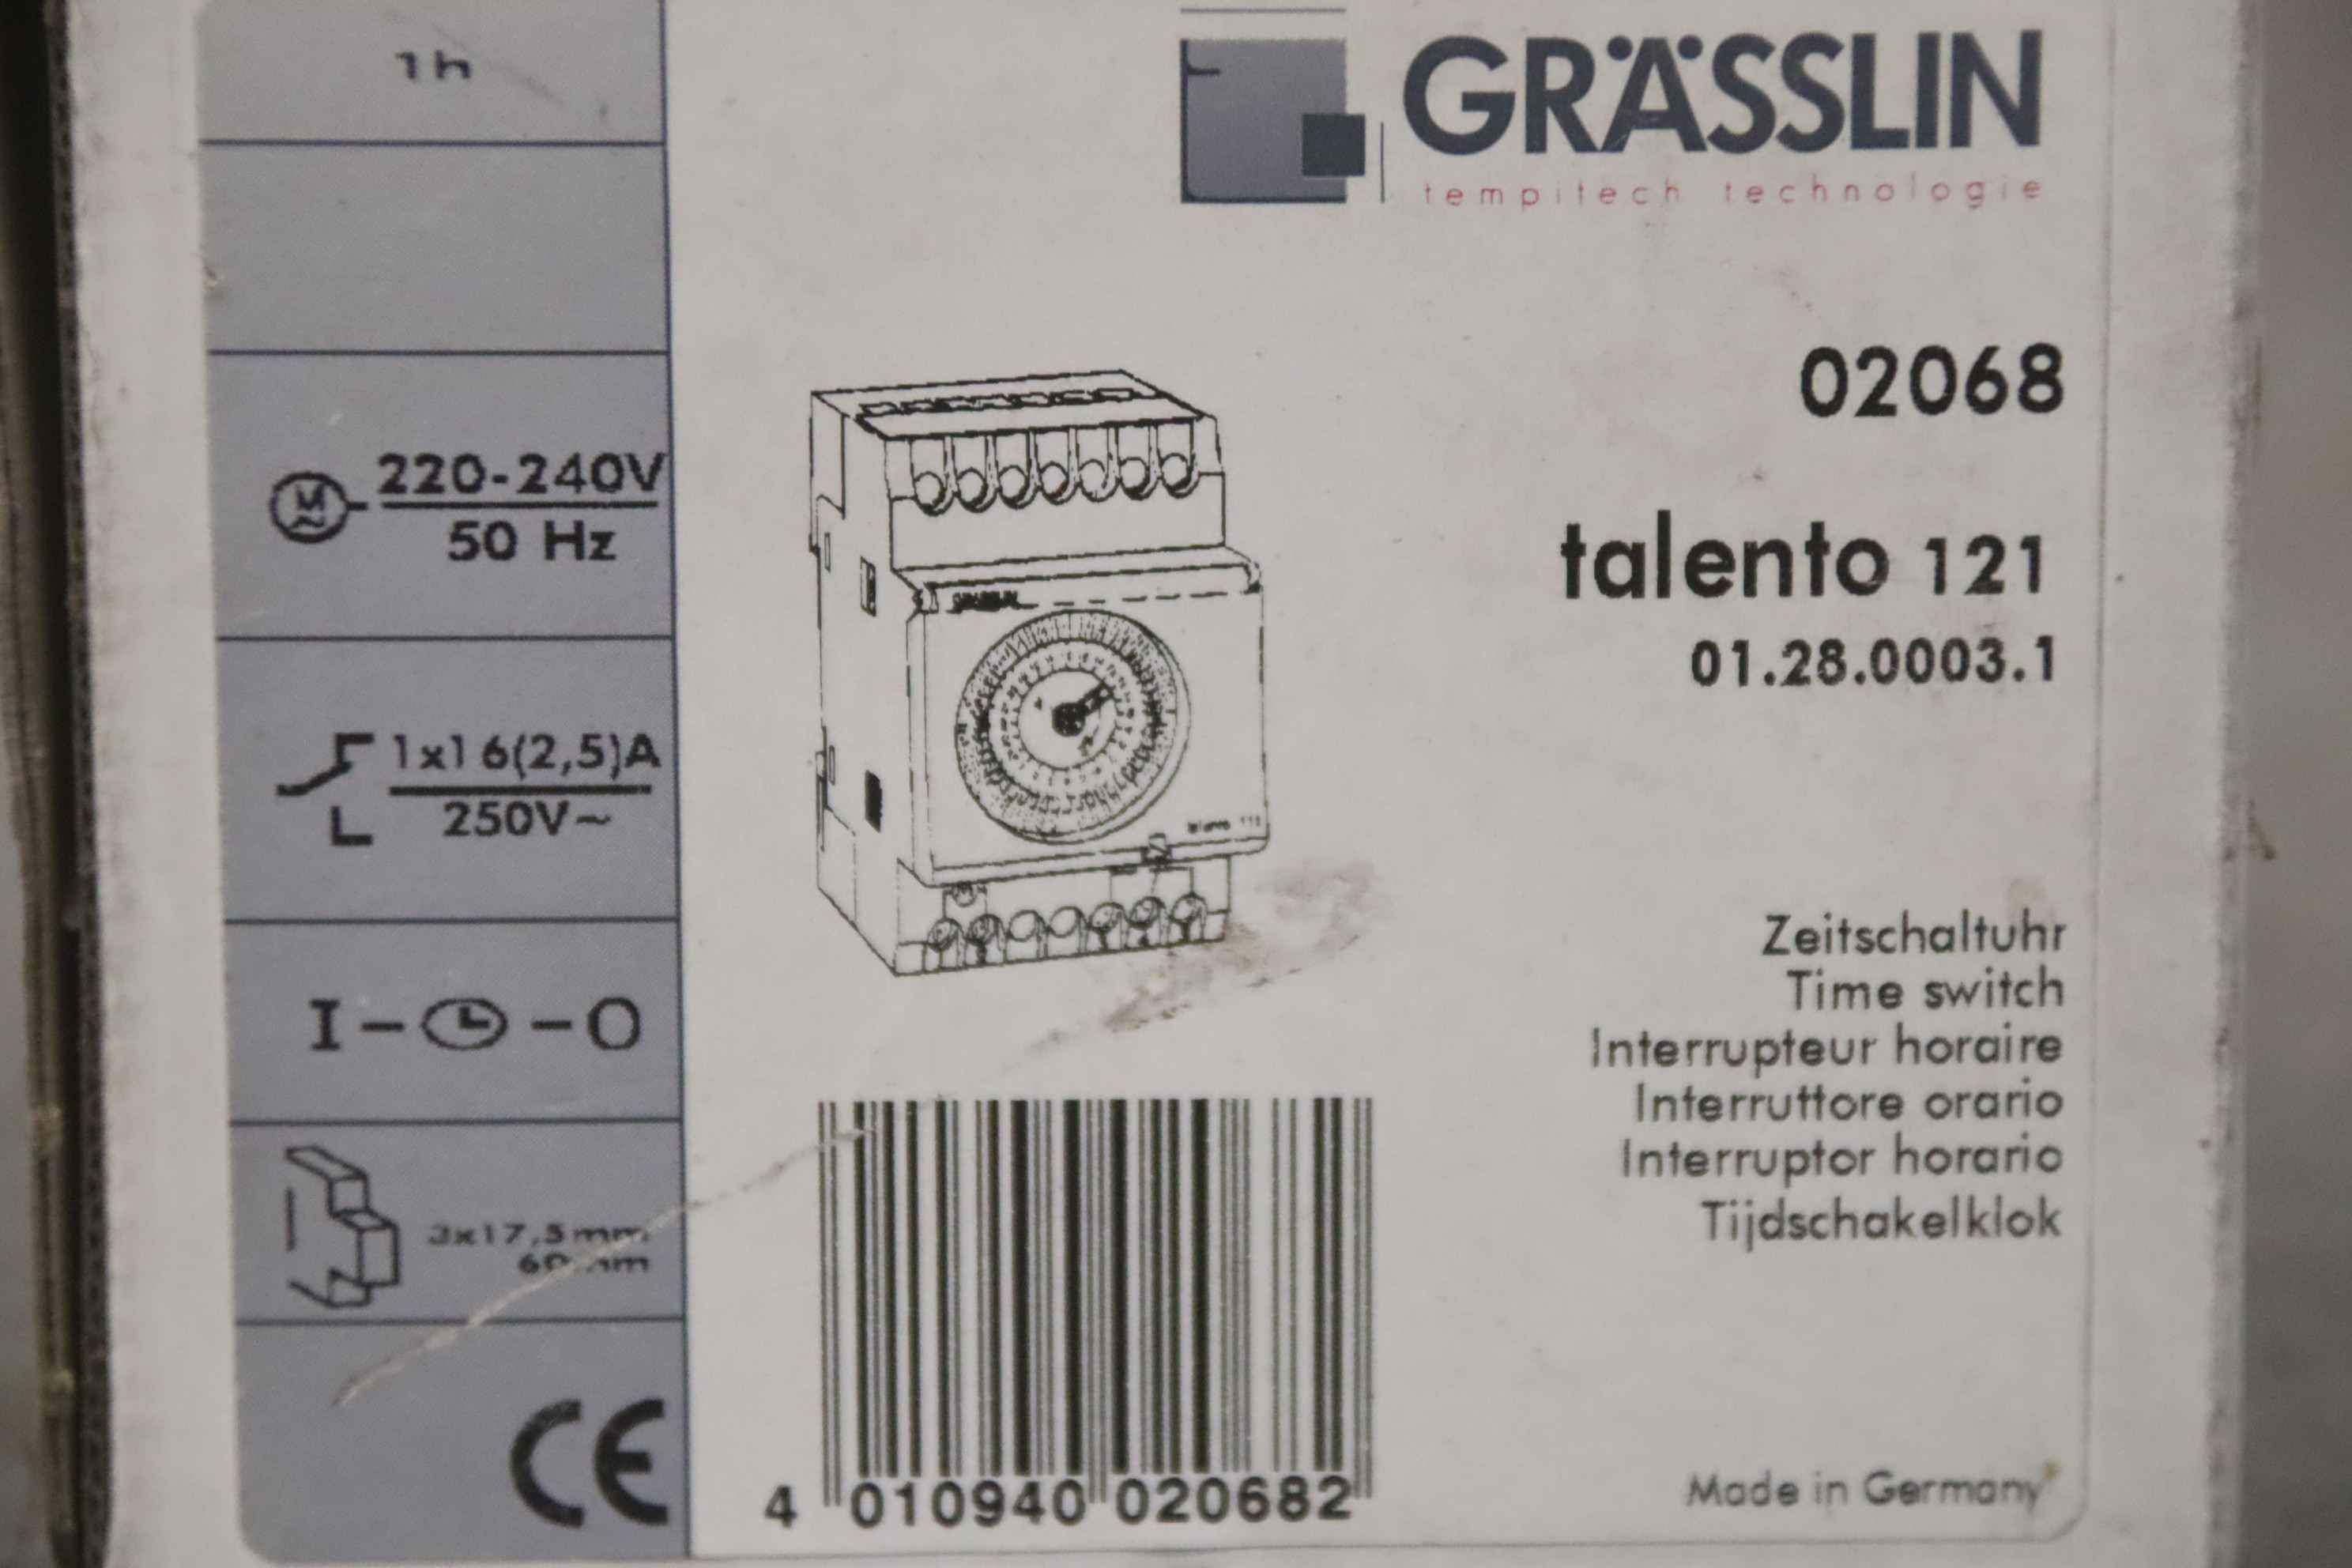 1h
220-240V
50 Hz
1x16(2,5)A
250V~
I-O
3x17,5mm
60mm
CE
GRÄSSLIN
tempitech technologie
02068
talento 121
01.28.0003.1
Zeitschaltuhr
Time switch
Interrupteur horaire
Interruttore orario
Interruptor horario
Tijdschakelklok
4 010940 020682
Made in Germany